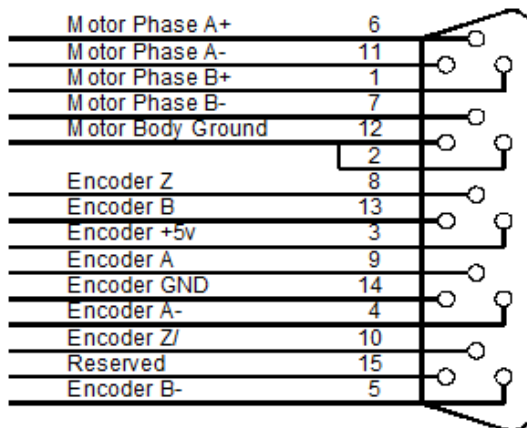 Motor Phase A+ 6
Motor Phase A- 11
Motor Phase B+ 1
Motor Phase B- 7
Motor Body Ground 12
2
Encoder Z 8
Encoder B 13
Encoder +5v 3
Encoder A 9
Encoder GND 14
Encoder A- 4
Encoder Z/ 10
Reserved 15
Encoder B- 5